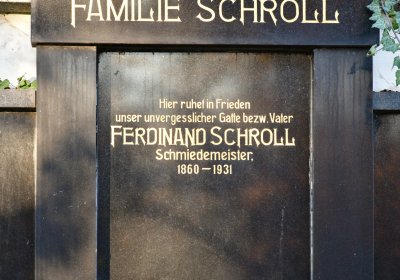 FAMILIE SCHROLL
Hier ruhet in Frieden
unser unvergesslicher Gatte bezw. Vater
FERDINAND SCHROLL
Schmiedemeister,
1860–1931